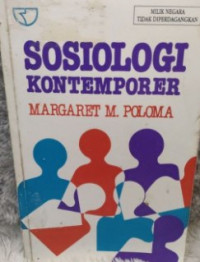 MILIK NEGARA
TIDAK DIPERDAGANGKAN
SOSIOLOGI
KONTEMPORER
MARGARET M. POLOMA